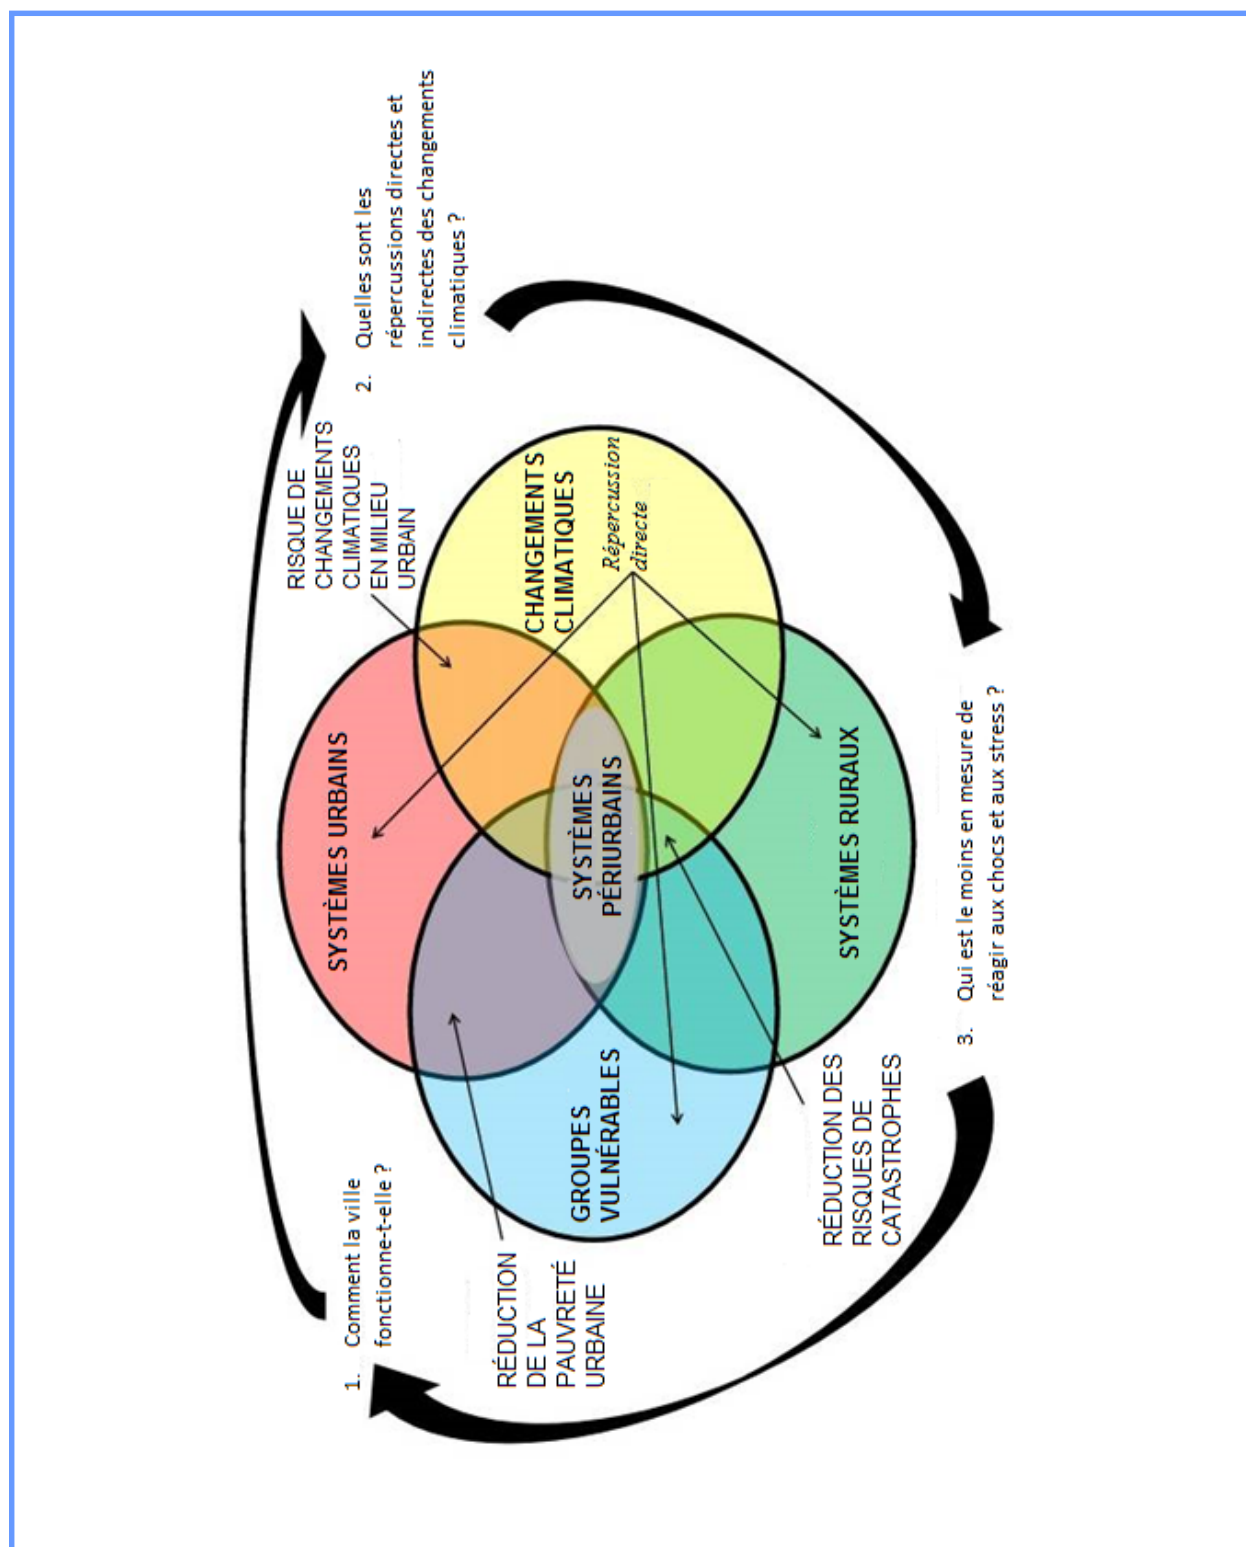 1. Comment la ville
fonctionne-t-elle ?
2. Quelles sont les
répercussions directes et
indirectes des changements
climatiques ?
RISQUE DE
CHANGEMENTS
CLIMATIQUES
EN MILIEU
URBAIN
SYSTÈMES URBAINS
CHANGEMENTS
CLIMATIQUES
Répercussion
directe
SYSTÈMES
PÉRIURBAINS
GROUPES
VULNÉRABLES
RÉDUCTION
DE LA
PAUVRETÉ
URBAINE
SYSTÈMES RURAUX
RÉDUCTION DES
RISQUES DE
CATASTROPHES
3. Qui est le moins en mesure de
réagir aux chocs et aux stress ?